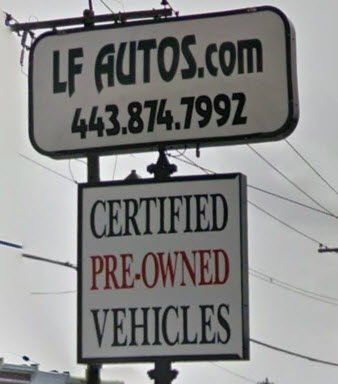 LF AUTOS.com
443.874.7992
CERTIFIED
PRE-OWNED
VEHICLES